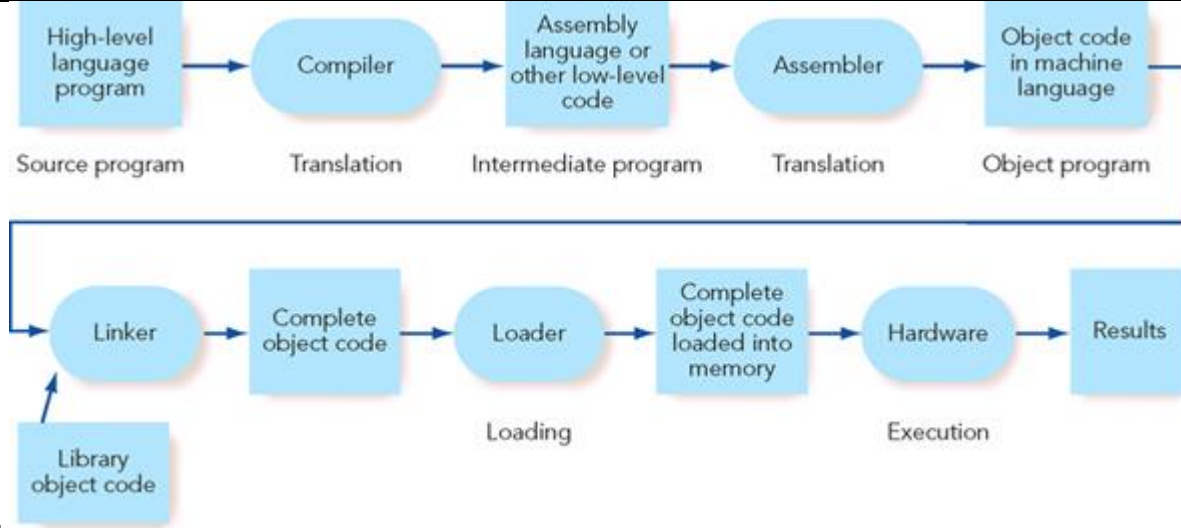 High-level
language
program
Compiler
Assembly
language or
other low-level
code
Assembler
Object code
in machine
language
Source program
Translation
Intermediate program
Translation
Object program
Linker
Complete
object code
Loader
Complete
object code
loaded into
memory
Hardware
Results
Loading
Execution
Library
object code